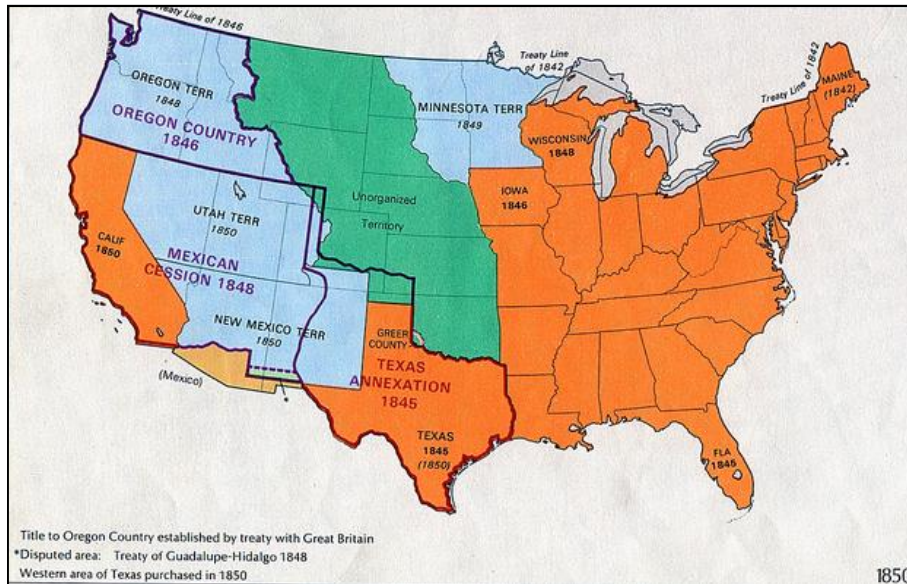 Treaty Line of 1846
Treaty Line
of 1842
Treaty Line of 1842
MAINE
(1842)
OREGON TERR
1848
OREGON COUNTRY
1846
MINNESOTA TERR
1849
WISCONSIN
1848
IOWA
1846
Unorganized
Territory
UTAH TERR
1850
CALIF
1850
MEXICAN
CESSION 1848
NEW MEXICO TERR
1850
GREER
COUNTY
(Mexico)
TEXAS
ANNEXATION
1845
TEXAS
1845
(1850)
FLA
1845
Title to Oregon Country established by treaty with Great Britain
*Disputed area: Treaty of Guadalupe-Hidalgo 1848
Western area of Texas purchased in 1850
1850